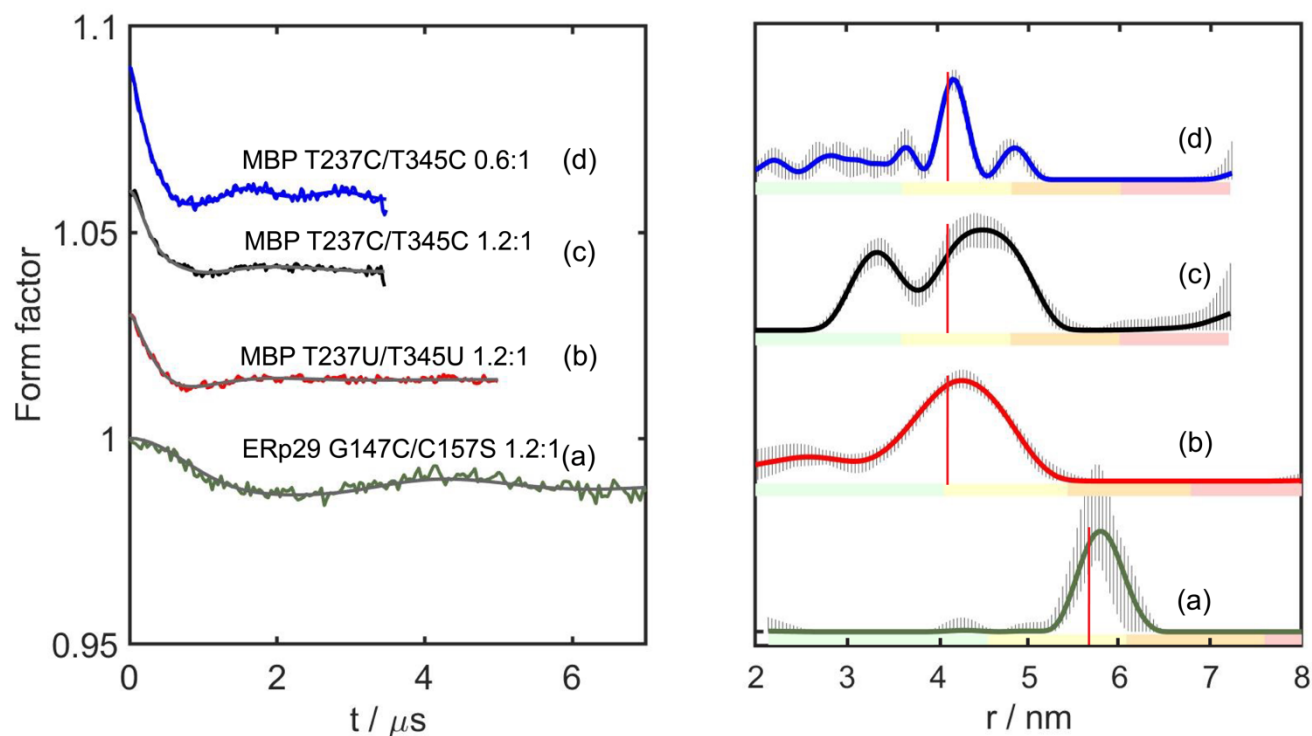 1.1
MBP T237C/T345C 0.6:1 (d)
1.05
MBP T237C/T345C 1.2:1 (c)
MBP T237U/T345U 1.2:1 (b)
1
ERp29 G147C/C157S 1.2:1 (a)
0.95
0 2 4 6
t / μs
Form factor
(d)
(c)
(b)
(a)
2 3 4 5 6 7 8
r / nm